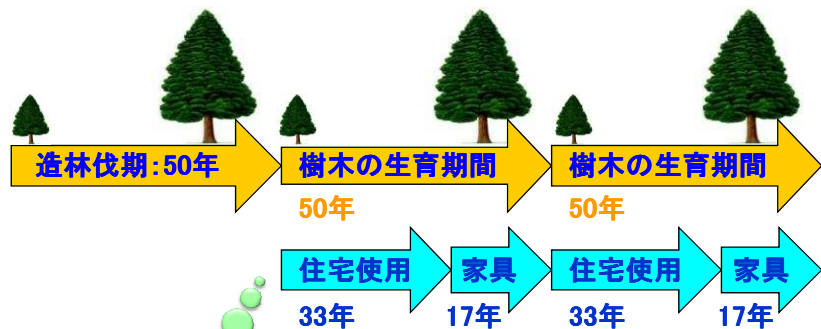 造林伐期:50年
樹木の生育期間
樹木の生育期間
50年
50年
住宅使用
家具
住宅使用
家具
33年
17年
33年
17年